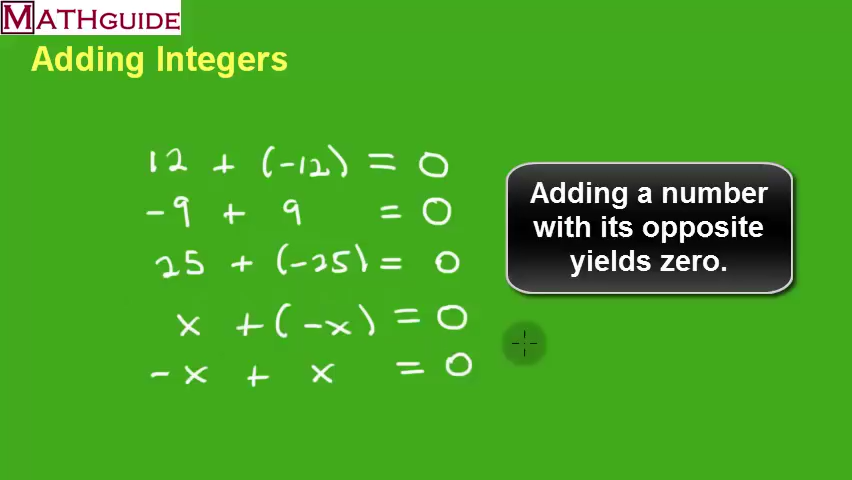 MATHGUIDE
Adding Integers
12 + (-12) = 0
-9 + 9 = 0
25 + (-25) = 0
x + (-x) = 0
-x + x = 0
Adding a number
with its opposite
yields zero.